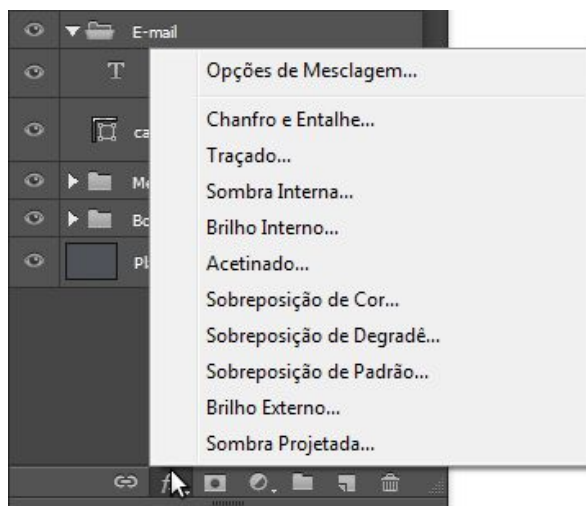 E-mail
T
Opções de Mesclagem...
Chanfro e Entalhe...
ca
Traçado...
Sombra Interna...
Brilho Interno...
Acetinado...
Sobreposição de Cor...
Sobreposição de Degradê...
Sobreposição de Padrão...
Brilho Externo...
Sombra Projetada...